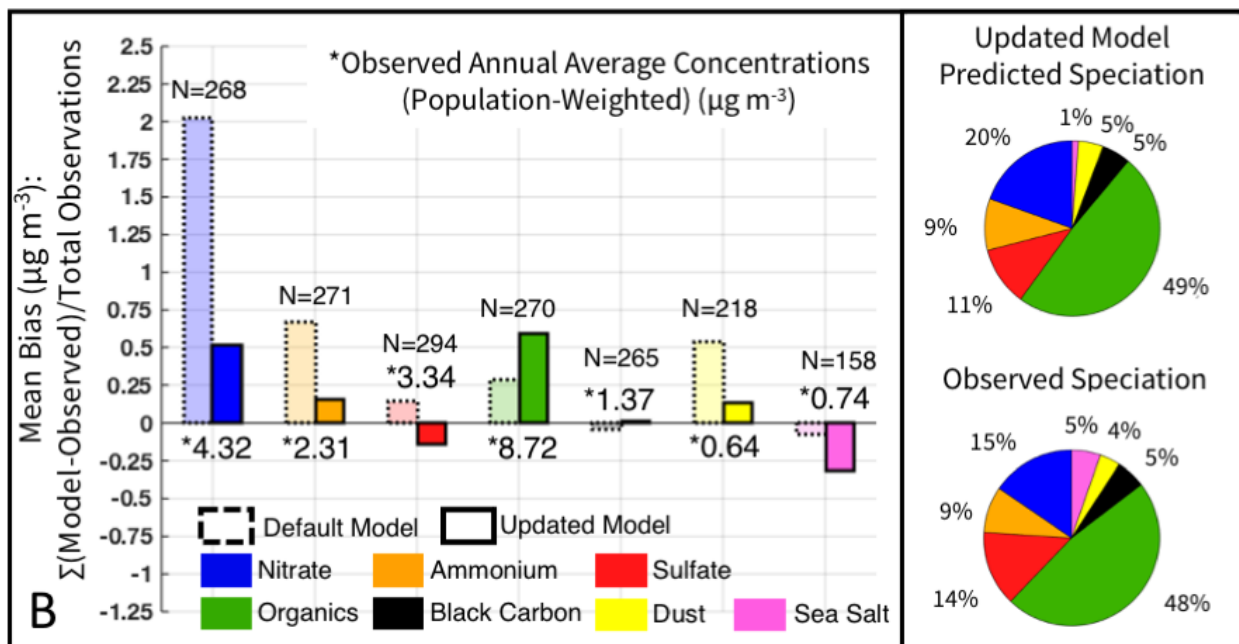 2.5
2.25
2
1.75
1.5
1.25
1
0.75
0.5
0.25
0
-0.25
-0.5
-0.75
-1
-1.25
Mean Bias (µg m⁻³):
Σ(Model-Observed)/Total Observations
*Observed Annual Average Concentrations
(Population-Weighted) (µg m⁻³)
N=268
*4.32
N=271
*2.31
N=294
*3.34
N=270
*8.72
N=265
*1.37
N=218
*0.64
N=158
*0.74
Default Model
Updated Model
Nitrate
Ammonium
Sulfate
Organics
Black Carbon
Dust
Sea Salt
B
Updated Model
Predicted Speciation
1%
5%
5%
20%
9%
11%
49%
Observed Speciation
5%
4%
5%
15%
9%
14%
48%